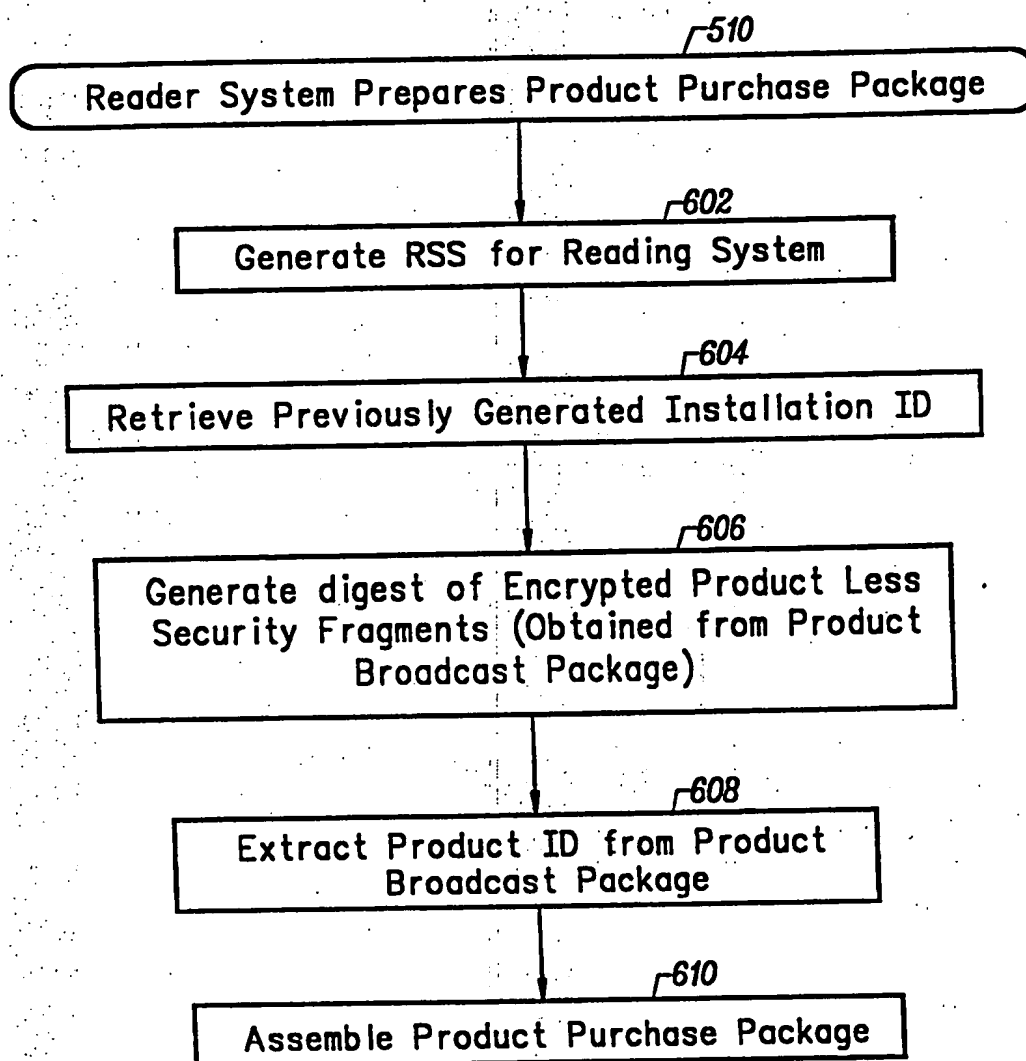 510
Reader System Prepares Product Purchase Package
602
Generate RSS for Reading System
604
Retrieve Previously Generated Installation ID
606
Generate digest of Encrypted Product Less
Security Fragments (Obtained from Product
Broadcast Package)
608
Extract Product ID from Product
Broadcast Package
610
Assemble Product Purchase Package